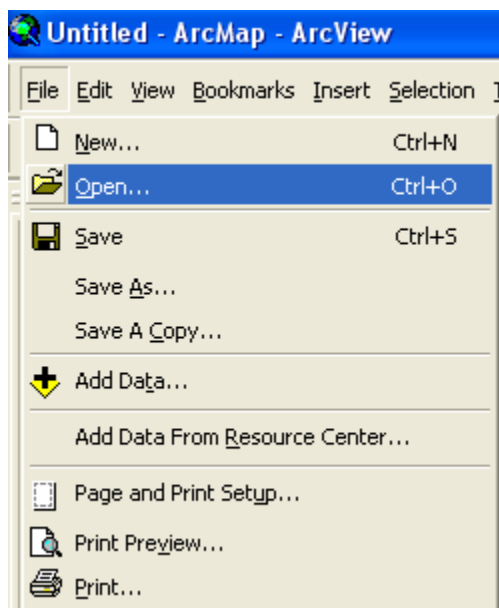 Untitled - ArcMap - ArcView
File Edit View Bookmarks Insert Selection
New... Ctrl+N
Open... Ctrl+O
Save Ctrl+S
Save As...
Save A Copy...
Add Data...
Add Data From Resource Center...
Page and Print Setup...
Print Preview...
Print...